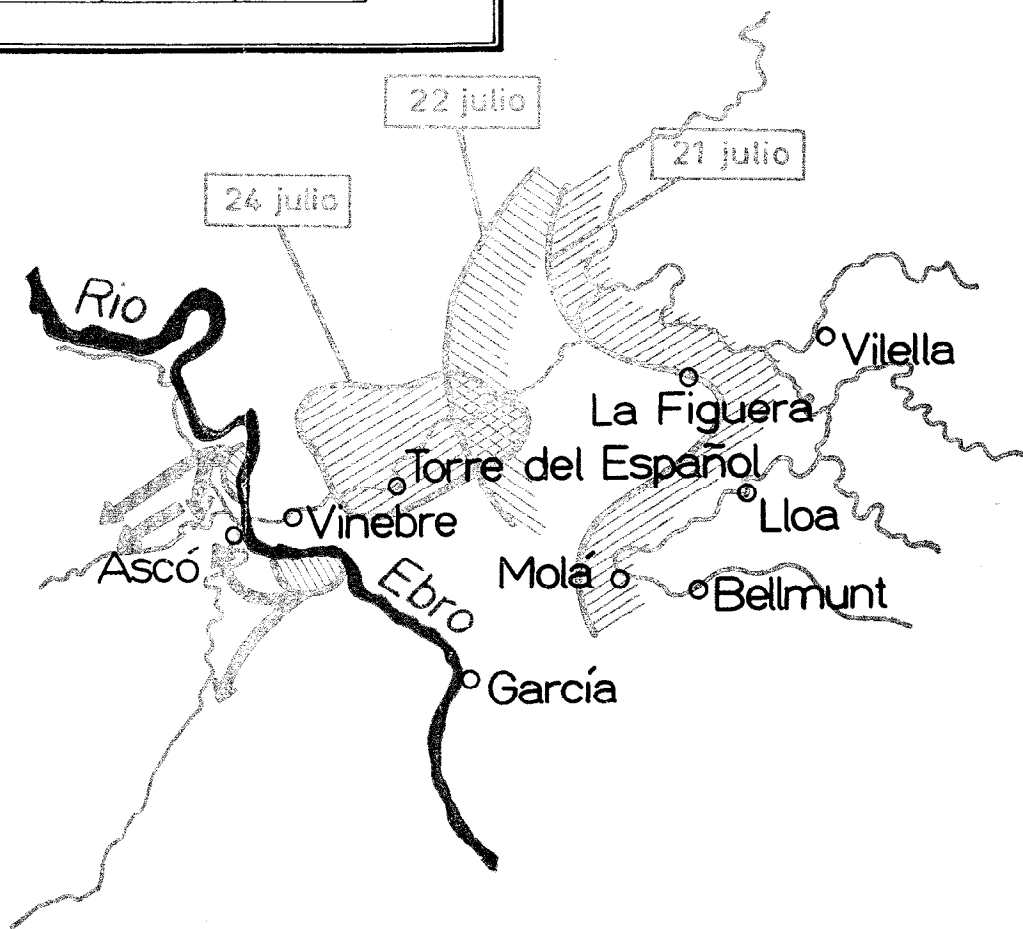 22 julio
21 julio
24 julio
Rio
Vilella
La Figuera
Torre del Español
Lloa
Vinebre
Ascó
Molá
Ebro
Bellmunt
García